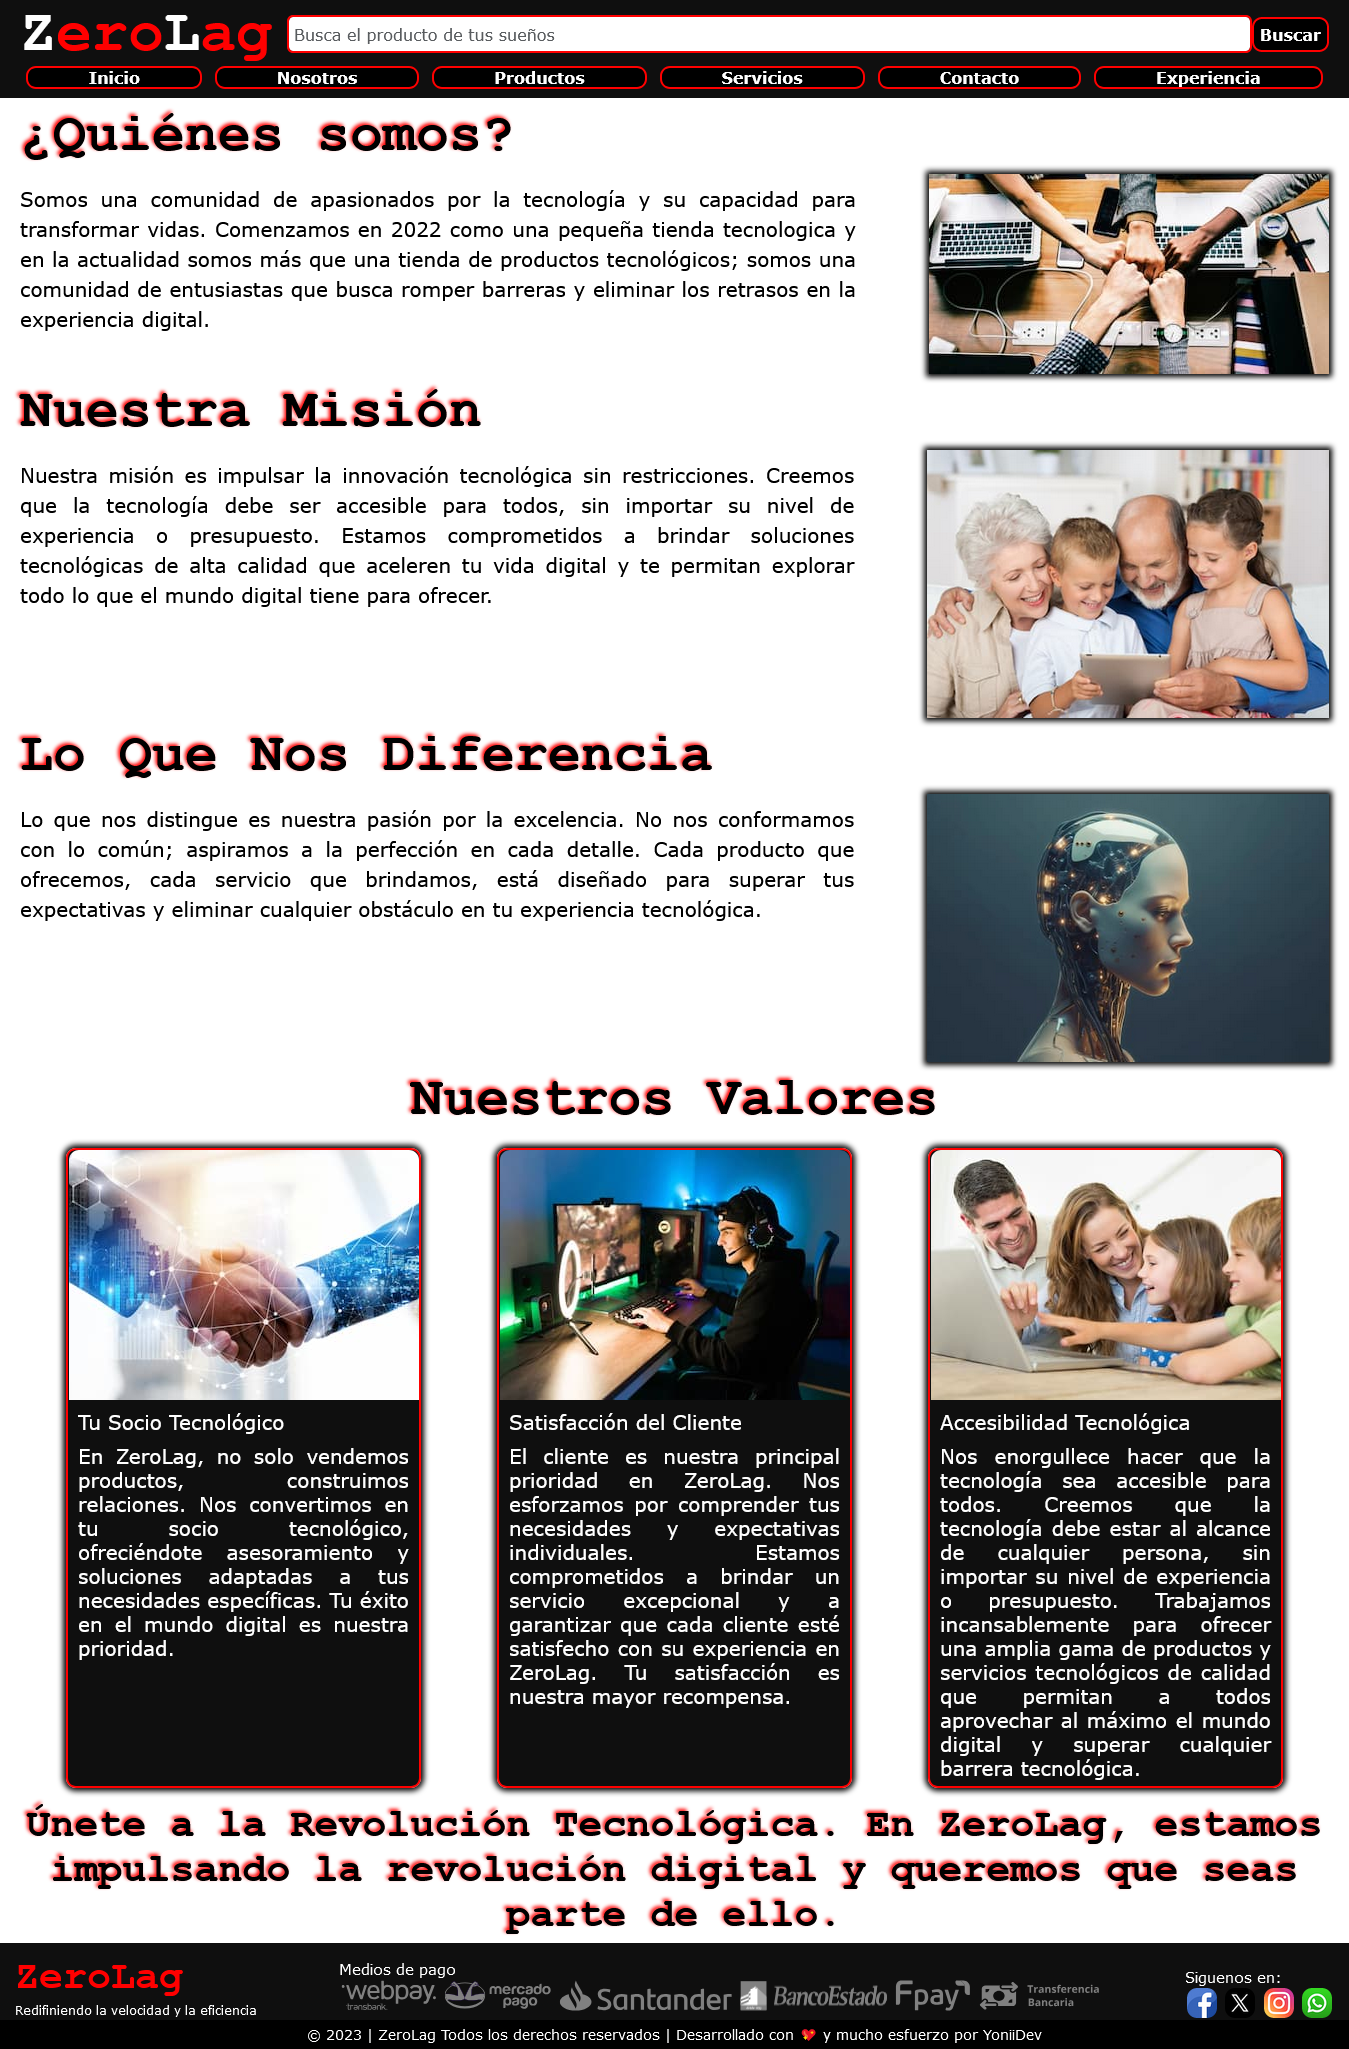 ZeroLag
Busca el producto de tus sueños
Buscar
Inicio
Nosotros
Productos
Servicios
Contacto
Experiencia
¿Quiénes somos?
Somos una comunidad de apasionados por la tecnología y su capacidad para
transformar vidas. Comenzamos en 2022 como una pequeña tienda tecnologica y
en la actualidad somos más que una tienda de productos tecnológicos; somos una
comunidad de entusiastas que busca romper barreras y eliminar los retrasos en la
experiencia digital.
Nuestra Misión
Nuestra misión es impulsar la innovación tecnológica sin restricciones. Creemos
que la tecnología debe ser accesible para todos, sin importar su nivel de
experiencia o presupuesto. Estamos comprometidos a brindar soluciones
tecnológicas de alta calidad que aceleren tu vida digital y te permitan explorar
todo lo que el mundo digital tiene para ofrecer.
Lo Que Nos Diferencia
Lo que nos distingue es nuestra pasión por la excelencia. No nos conformamos
con lo común; aspiramos a la perfección en cada detalle. Cada producto que
ofrecemos, cada servicio que brindamos, está diseñado para superar tus
expectativas y eliminar cualquier obstáculo en tu experiencia tecnológica.
Nuestros Valores
Tu Socio Tecnológico
En ZeroLag, no solo vendemos
productos, construimos
relaciones. Nos convertimos en
tu socio tecnológico,
ofreciéndote asesoramiento y
soluciones adaptadas a tus
necesidades específicas. Tu éxito
en el mundo digital es nuestra
prioridad.
Satisfacción del Cliente
El cliente es nuestra principal
prioridad en ZeroLag. Nos
esforzamos por comprender tus
necesidades y expectativas
individuales. Estamos
comprometidos a brindar un
servicio excepcional y a
garantizar que cada cliente esté
satisfecho con su experiencia en
ZeroLag. Tu satisfacción es
nuestra mayor recompensa.
Accesibilidad Tecnológica
Nos enorgullece hacer que la
tecnología sea accesible para
todos. Creemos que la
tecnología debe estar al alcance
de cualquier persona, sin
importar su nivel de experiencia
o presupuesto. Trabajamos
incansablemente para ofrecer
una amplia gama de productos y
servicios tecnológicos de calidad
que permitan a todos
aprovechar al máximo el mundo
digital y superar cualquier
barrera tecnológica.
Únete a la Revolución Tecnológica. En ZeroLag, estamos
impulsando la revolución digital y queremos que seas
parte de ello.
ZeroLag
Redifiniendo la velocidad y la eficiencia
Medios de pago
webpay.
transbank.
mercado
pago
Santander
BancoEstado
Fpay
Transferencia
Bancaria
Siguenos en:
© 2023 | ZeroLag Todos los derechos reservados | Desarrollado con 💖 y mucho esfuerzo por YoniiDev